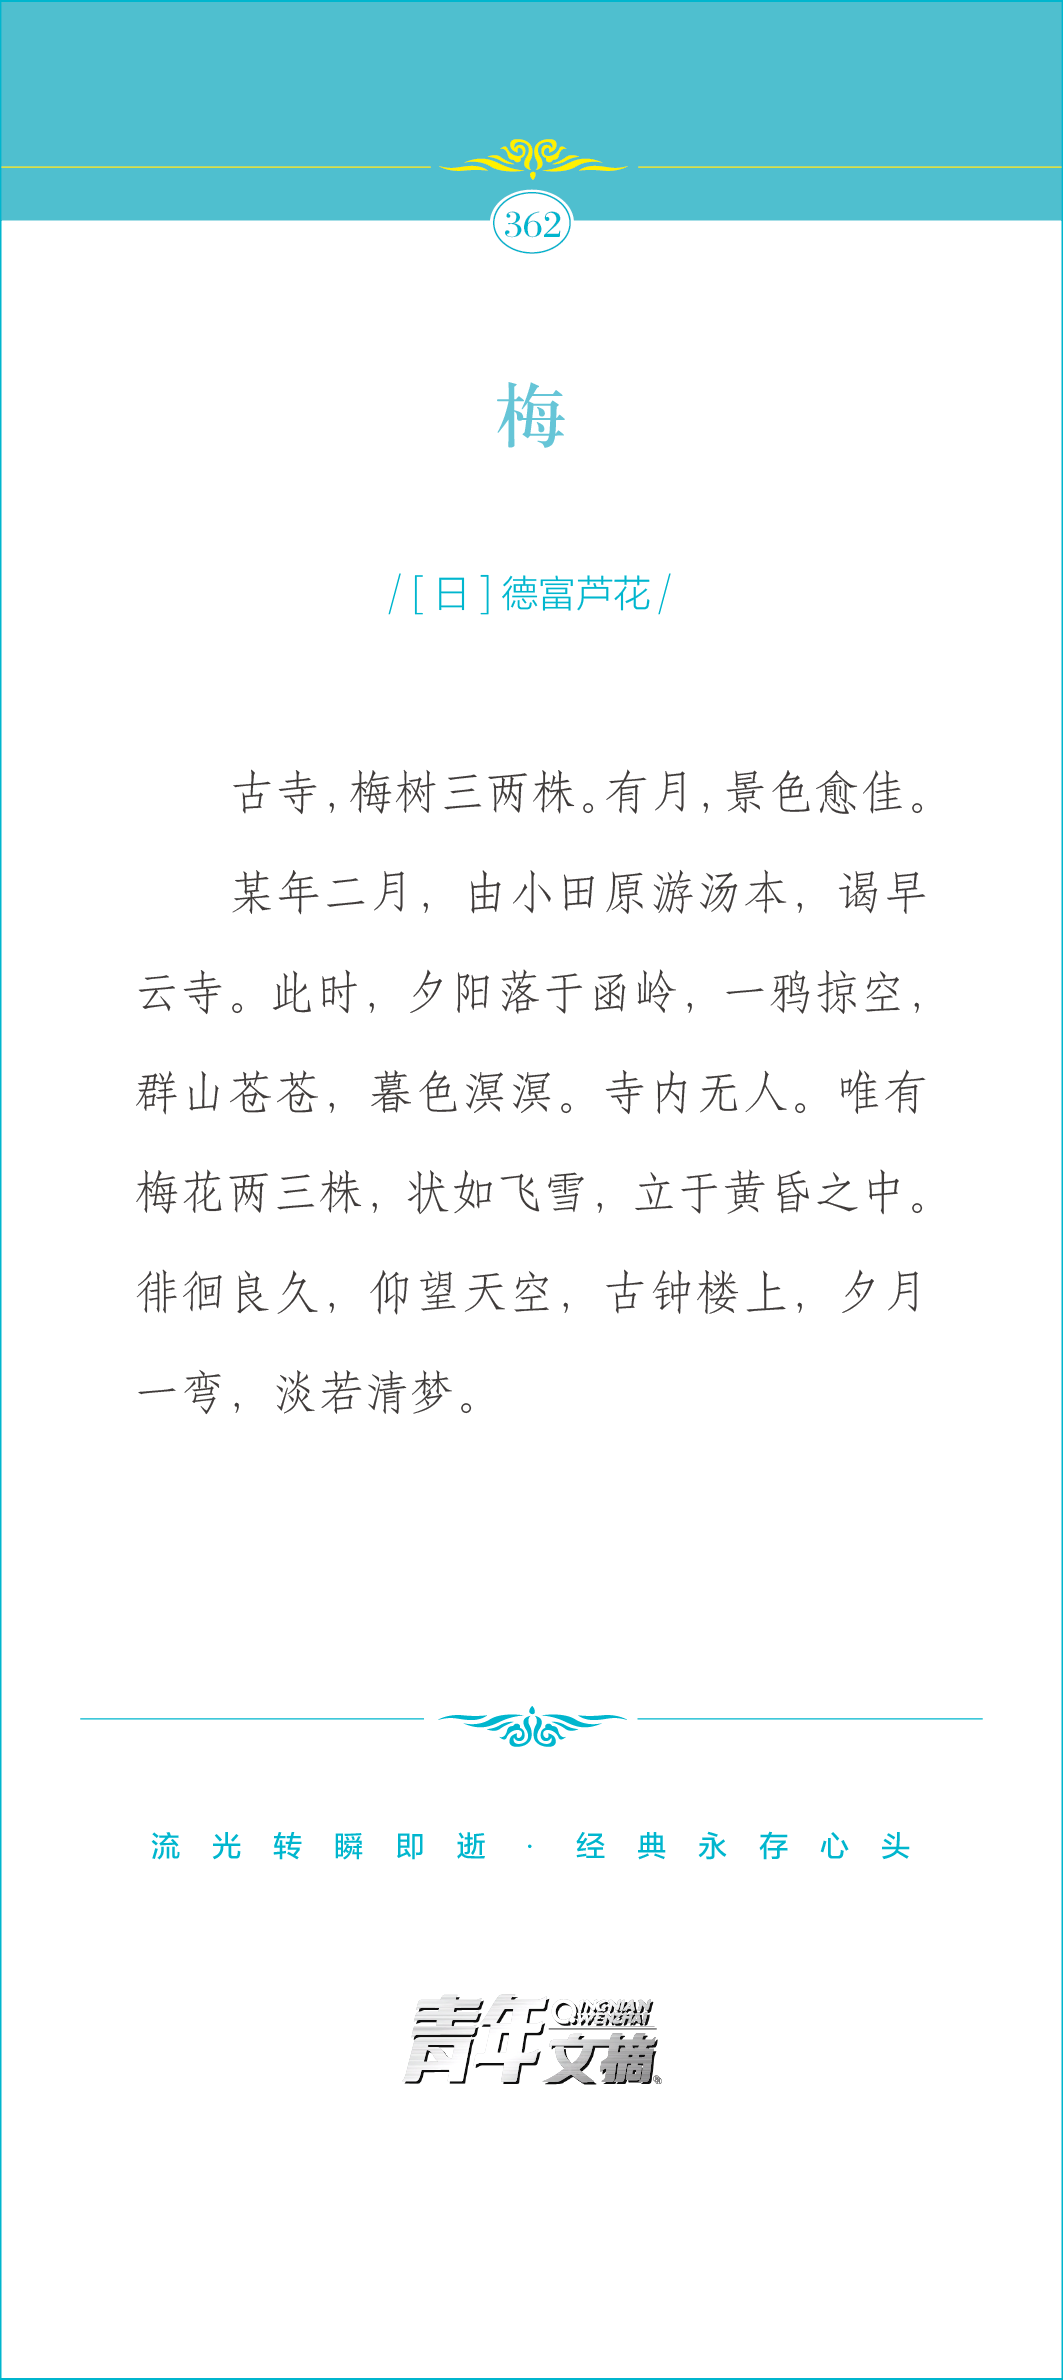 362
梅
/[日]德富芦花/
古寺，梅树三两株。有月，景色愈佳。
某年二月，由小田原游汤本，谒早
云寺。此时，夕阳落于函岭，一鸦掠空，
群山苍苍，暮色溟溟。寺内无人。唯有
梅花两三株，状如飞雪，立于黄昏之中。
徘徊良久，仰望天空，古钟楼上，夕月
一弯，淡若清梦。
流光转瞬即逝·经典永存心头
青年文摘
QINGNIAN
WENZHAI
®